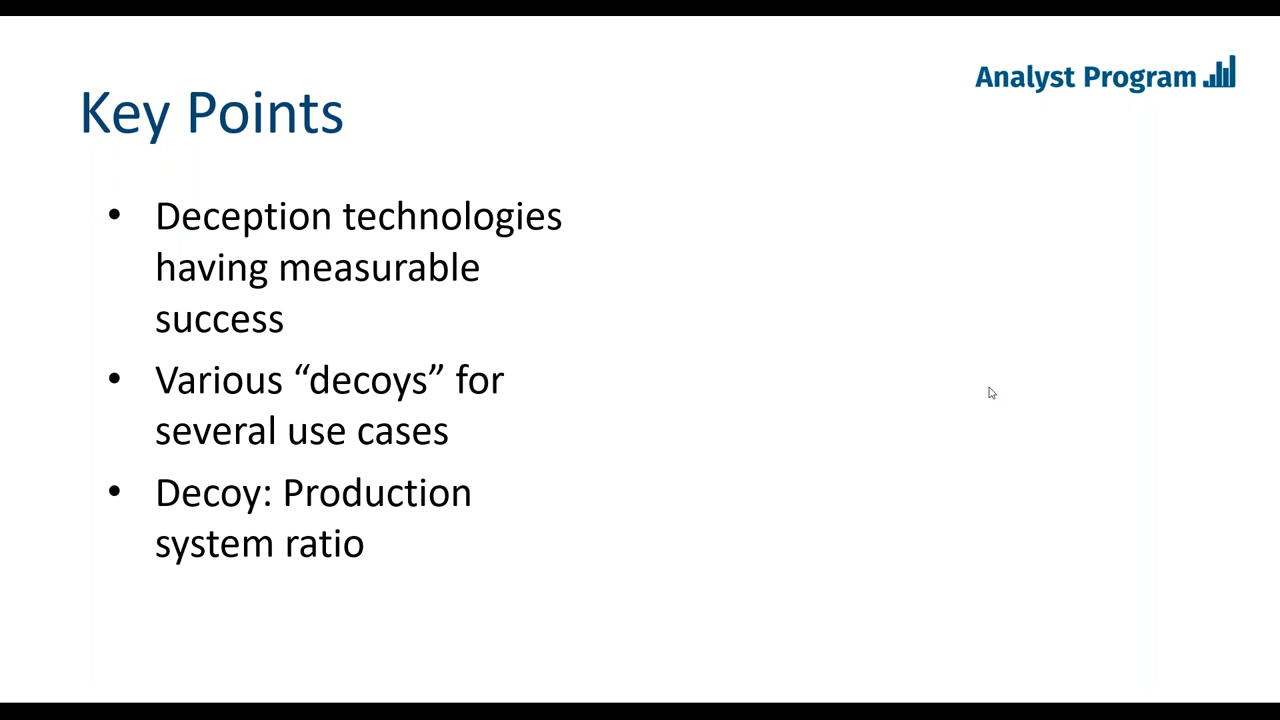 Analyst Program
Key Points
• Deception technologies
having measurable
success
• Various “decoys” for
several use cases
• Decoy: Production
system ratio